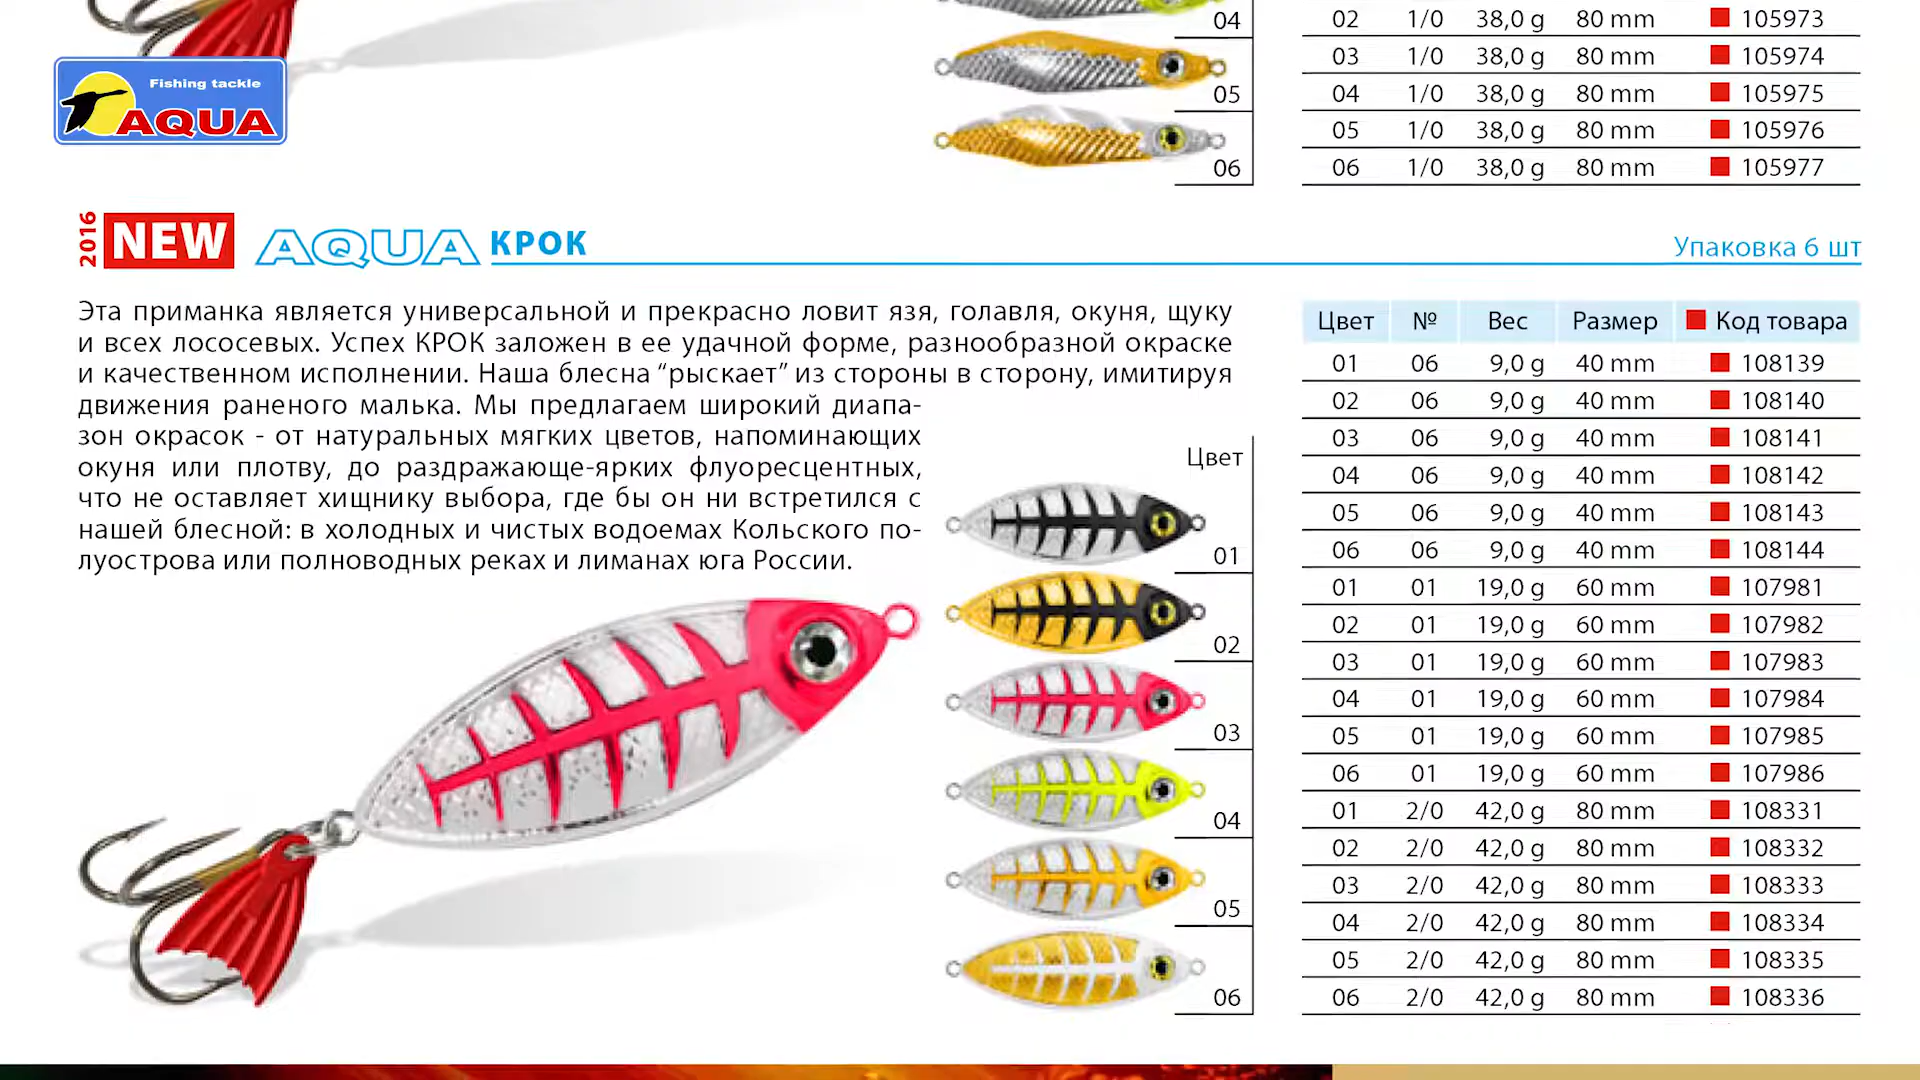 04
05
06
02 1/0 38,0 g 80 mm 105973
03 1/0 38,0 g 80 mm 105974
04 1/0 38,0 g 80 mm 105975
05 1/0 38,0 g 80 mm 105976
06 1/0 38,0 g 80 mm 105977
Fishing tackle
AQUA
2016
NEW
AQUA КРОК
Упаковка 6 шт
Эта приманка является универсальной и прекрасно ловит язя, голавля, окуня, щуку
и всех лососевых. Успех КРОК заложен в ее удачной форме, разнообразной окраске
и качественном исполнении. Наша блесна “рыскает” из стороны в сторону, имитируя
движения раненого малька. Мы предлагаем широкий диапа-
зон окрасок - от натуральных мягких цветов, напоминающих
окуня или плотву, до раздражающе-ярких флуоресцентных,
что не оставляет хищнику выбора, где бы он ни встретился с
нашей блесной: в холодных и чистых водоемах Кольского по-
луострова или полноводных реках и лиманах юга России.
Цвет
01
02
03
04
05
06
Цвет № Вес Размер Код товара
01 06 9,0 g 40 mm 108139
02 06 9,0 g 40 mm 108140
03 06 9,0 g 40 mm 108141
04 06 9,0 g 40 mm 108142
05 06 9,0 g 40 mm 108143
06 06 9,0 g 40 mm 108144
01 01 19,0 g 60 mm 107981
02 01 19,0 g 60 mm 107982
03 01 19,0 g 60 mm 107983
04 01 19,0 g 60 mm 107984
05 01 19,0 g 60 mm 107985
06 01 19,0 g 60 mm 107986
01 2/0 42,0 g 80 mm 108331
02 2/0 42,0 g 80 mm 108332
03 2/0 42,0 g 80 mm 108333
04 2/0 42,0 g 80 mm 108334
05 2/0 42,0 g 80 mm 108335
06 2/0 42,0 g 80 mm 108336